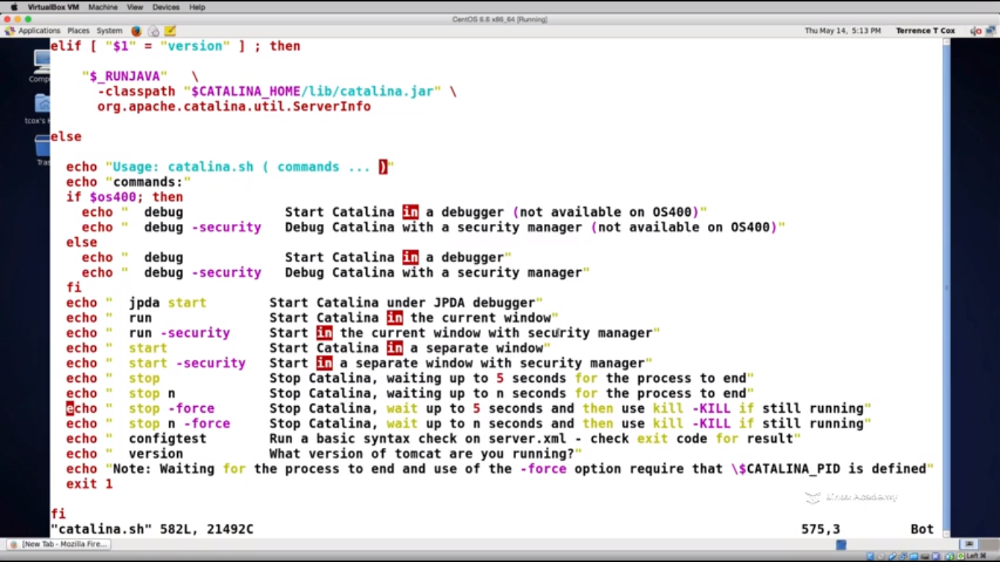 VirtualBox VM Machine View Devices Help
CentOS 6.6 x86_64 [Running]
Applications Places System Thu May 14, 5:13 PM Terrence T Cox
elif [ "$1" = "version" ] ; then
"$_RUNJAVA" \
-classpath "$CATALINA_HOME/lib/catalina.jar" \
org.apache.catalina.util.ServerInfo
else
echo "Usage: catalina.sh ( commands ... )"
echo "commands:"
if $os400; then
echo " debug Start Catalina in a debugger (not available on OS400)"
echo " debug -security Debug Catalina with a security manager (not available on OS400)"
else
echo " debug Start Catalina in a debugger"
echo " debug -security Debug Catalina with a security manager"
fi
echo " jpda start Start Catalina under JPDA debugger"
echo " run Start Catalina in the current window"
echo " run -security Start in the current window with security manager"
echo " start Start Catalina in a separate window"
echo " start -security Start in a separate window with security manager"
echo " stop Stop Catalina, waiting up to 5 seconds for the process to end"
echo " stop n Stop Catalina, waiting up to n seconds for the process to end"
echo " stop -force Stop Catalina, wait up to 5 seconds and then use kill -KILL if still running"
echo " stop n -force Stop Catalina, wait up to n seconds and then use kill -KILL if still running"
echo " configtest Run a basic syntax check on server.xml - check exit code for result"
echo " version What version of tomcat are you running?"
echo "Note: Waiting for the process to end and use of the -force option require that \$CATALINA_PID is defined"
exit 1
fi
"catalina.sh" 582L, 21492C 575,3 Bot
Comp
tcox's H
Tras
Linux Academy
[New Tab - Mozilla Fire...
Left ⌘